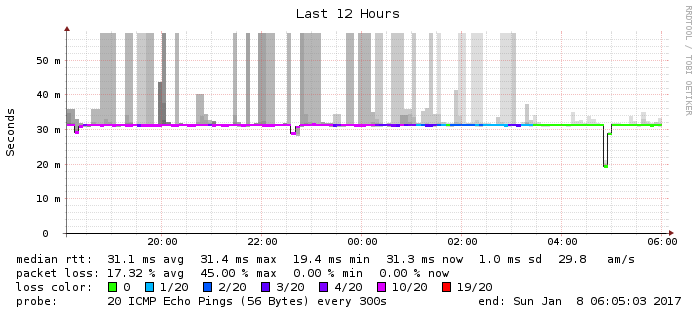 Last 12 Hours
RRDTOOL / TOBI OETIKER
Seconds
50 m
40 m
30 m
20 m
10 m
0
20:00 22:00 00:00 02:00 04:00 06:00
median rtt: 31.1 ms avg 31.4 ms max 19.4 ms min 31.3 ms now 1.0 ms sd 29.8 am/s
packet loss: 17.32 % avg 45.00 % max 0.00 % min 0.00 % now
loss color: 0 1/20 2/20 3/20 4/20 10/20 19/20
probe: 20 ICMP Echo Pings (56 Bytes) every 300s end: Sun Jan 8 06:05:03 2017